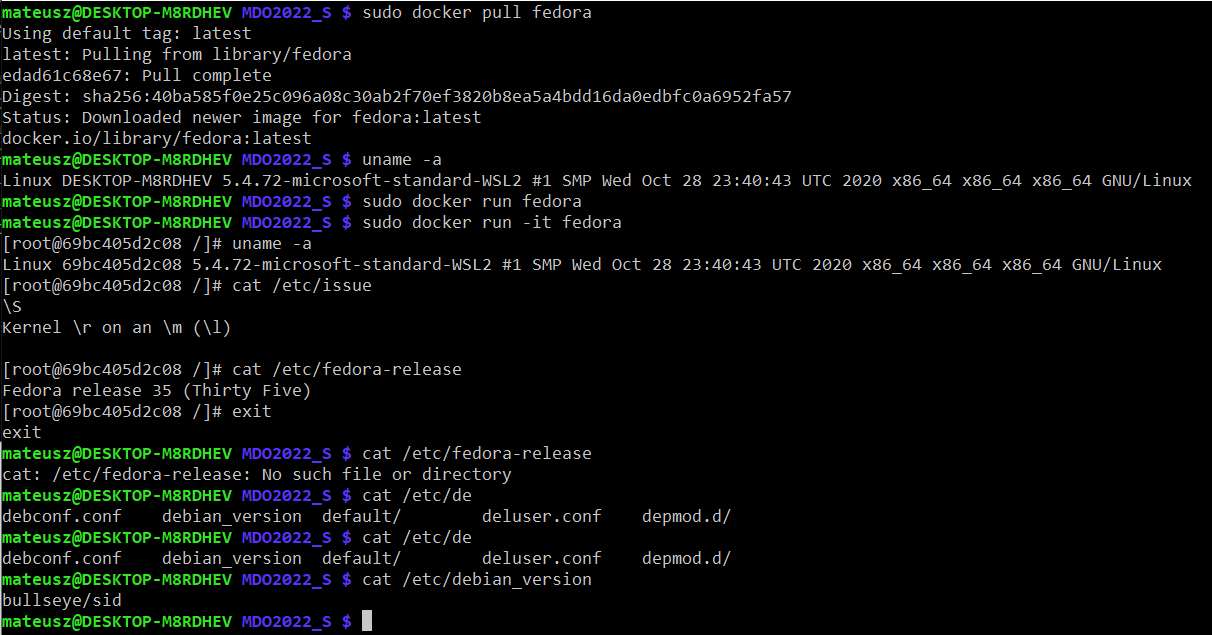 mateusz@DESKTOP-M8RDHEV MDO2022_S $ sudo docker pull fedora
Using default tag: latest
latest: Pulling from library/fedora
edad61c68e67: Pull complete
Digest: sha256:40ba585f0e25c096a08c30ab2f70ef3820b8ea5a4bdd16da0edbfc0a6952fa57
Status: Downloaded newer image for fedora:latest
docker.io/library/fedora:latest
mateusz@DESKTOP-M8RDHEV MDO2022_S $ uname -a
Linux DESKTOP-M8RDHEV 5.4.72-microsoft-standard-WSL2 #1 SMP Wed Oct 28 23:40:43 UTC 2020 x86_64 x86_64 x86_64 GNU/Linux
mateusz@DESKTOP-M8RDHEV MDO2022_S $ sudo docker run fedora
mateusz@DESKTOP-M8RDHEV MDO2022_S $ sudo docker run -it fedora
[root@69bc405d2c08 /]# uname -a
Linux 69bc405d2c08 5.4.72-microsoft-standard-WSL2 #1 SMP Wed Oct 28 23:40:43 UTC 2020 x86_64 x86_64 x86_64 GNU/Linux
[root@69bc405d2c08 /]# cat /etc/issue
\S
Kernel \r on an \m (\l)

[root@69bc405d2c08 /]# cat /etc/fedora-release
Fedora release 35 (Thirty Five)
[root@69bc405d2c08 /]# exit
exit
mateusz@DESKTOP-M8RDHEV MDO2022_S $ cat /etc/fedora-release
cat: /etc/fedora-release: No such file or directory
mateusz@DESKTOP-M8RDHEV MDO2022_S $ cat /etc/de
debconf.conf    debian_version  default/        deluser.conf    depmod.d/
mateusz@DESKTOP-M8RDHEV MDO2022_S $ cat /etc/de
debconf.conf    debian_version  default/        deluser.conf    depmod.d/
mateusz@DESKTOP-M8RDHEV MDO2022_S $ cat /etc/debian_version
bullseye/sid
mateusz@DESKTOP-M8RDHEV MDO2022_S $